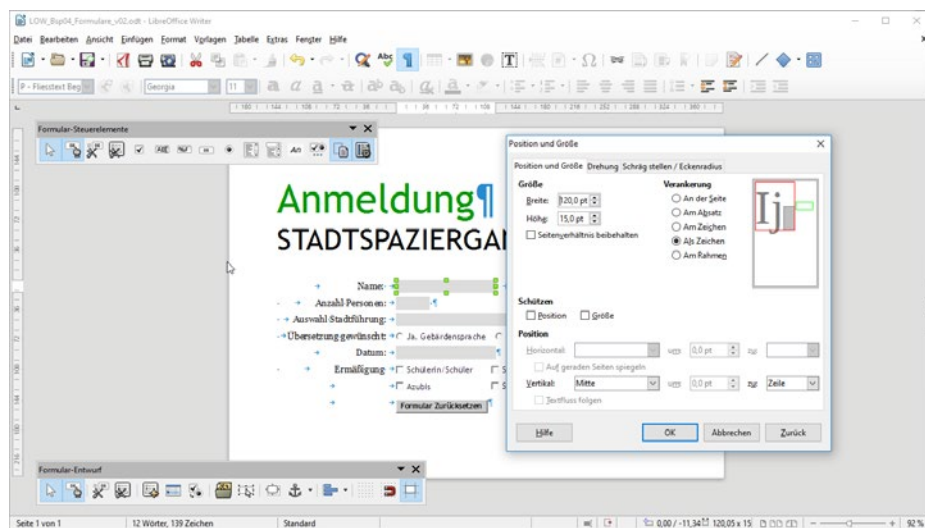 LOW_Bsp04_Formulare_v02.odt - LibreOffice Writer
Datei Bearbeiten Ansicht Einfügen Format Vorlagen Tabelle Extras Fenster Hilfe
P - Fliesstext Beg
Georgia
11
Formular-Steuerelemente
Anmeldung¶
STADTSPAZIERGA
Name:
Anzahl Personen:
Auswahl Stadtführung:
Übersetzung gewünscht: Ja, Gebärdensprache
Datum:
Ermäßigung Schülerin/Schüler S
Azubis S
Formular Zurücksetzen
Position und Größe
Position und Größe Drehung Schräg stellen / Eckenradius
Größe
Breite: 120,0 pt
Höhe: 15,0 pt
Seitenverhältnis beibehalten
Verankerung
An der Seite
Am Absatz
Am Zeichen
Als Zeichen
Am Rahmen
Ij
Schützen
Position Größe
Position
Horizontal: um 0,0 pt zu
Auf geraden Seiten spiegeln
Vertikal: Mitte um 0,0 pt zu Zeile
Textfluss folgen
Hilfe OK Abbrechen Zurück
Formular-Entwurf
Seite 1 von 1 12 Wörter, 139 Zeichen Standard 0,00 / -11,34 120,05 x 15 92 %